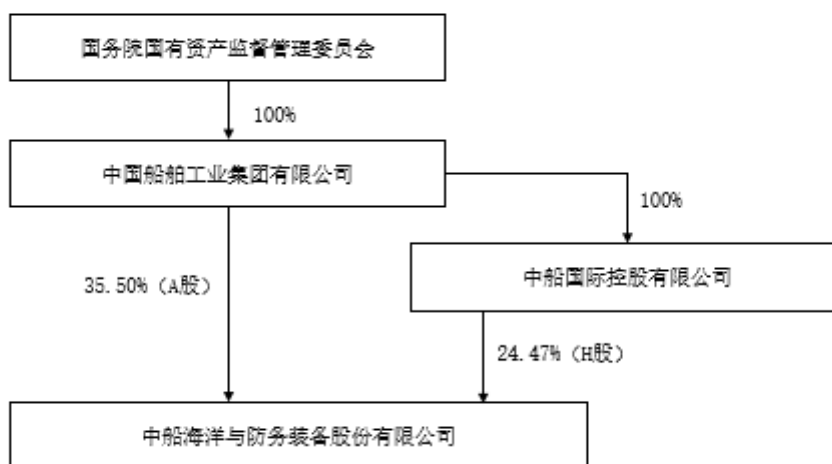 国务院国有资产监督管理委员会
100%
中国船舶工业集团有限公司
100%
35.50%（A股）
中船国际控股有限公司
24.47%（H股）
中船海洋与防务装备股份有限公司